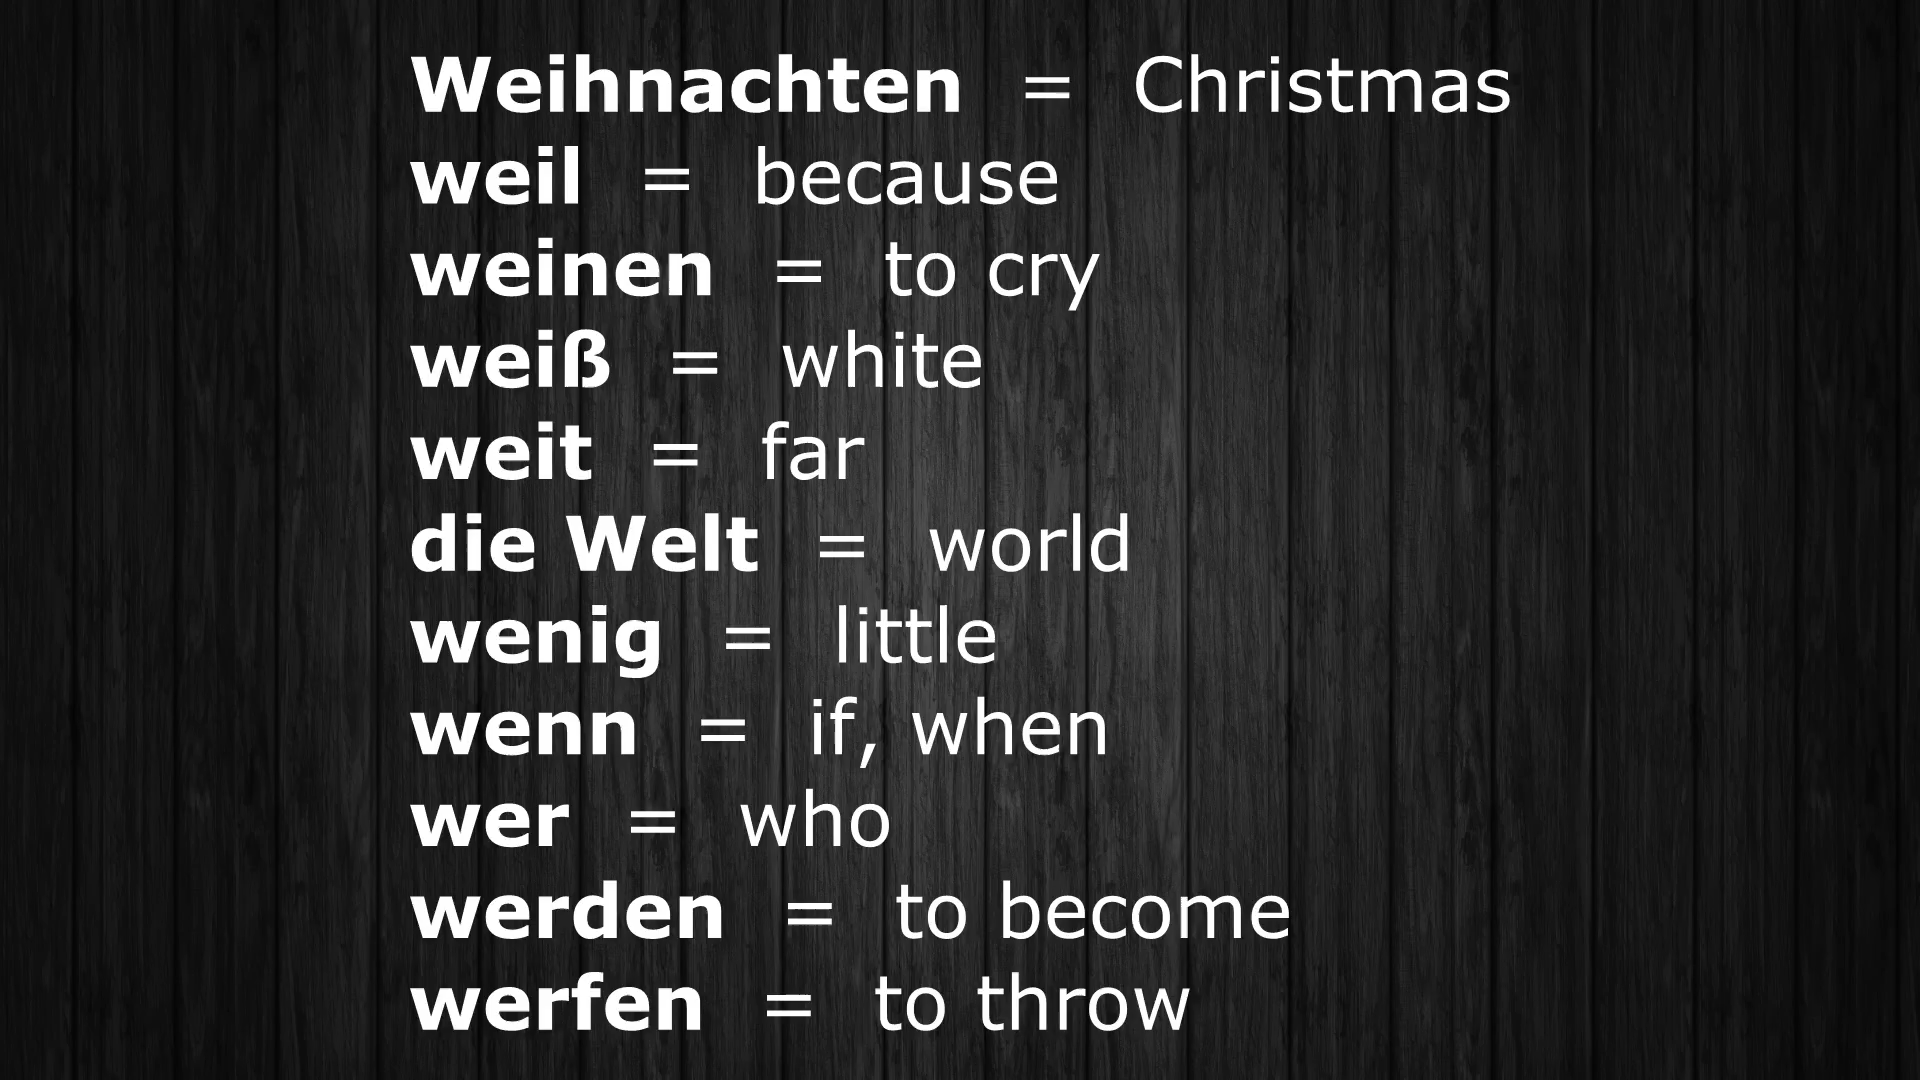 Weihnachten = Christmas
weil = because
weinen = to cry
weiß = white
weit = far
die Welt = world
wenig = little
wenn = if, when
wer = who
werden = to become
werfen = to throw